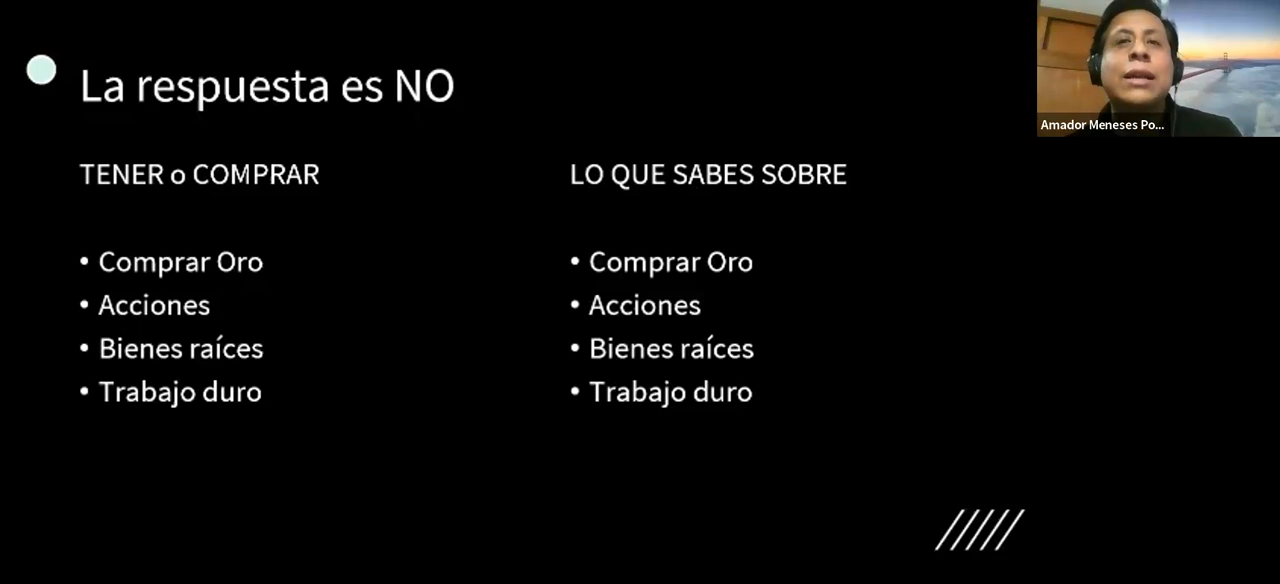 La respuesta es NO
TENER o COMPRAR
• Comprar Oro
• Acciones
• Bienes raíces
• Trabajo duro
LO QUE SABES SOBRE
• Comprar Oro
• Acciones
• Bienes raíces
• Trabajo duro
Amador Meneses Po...